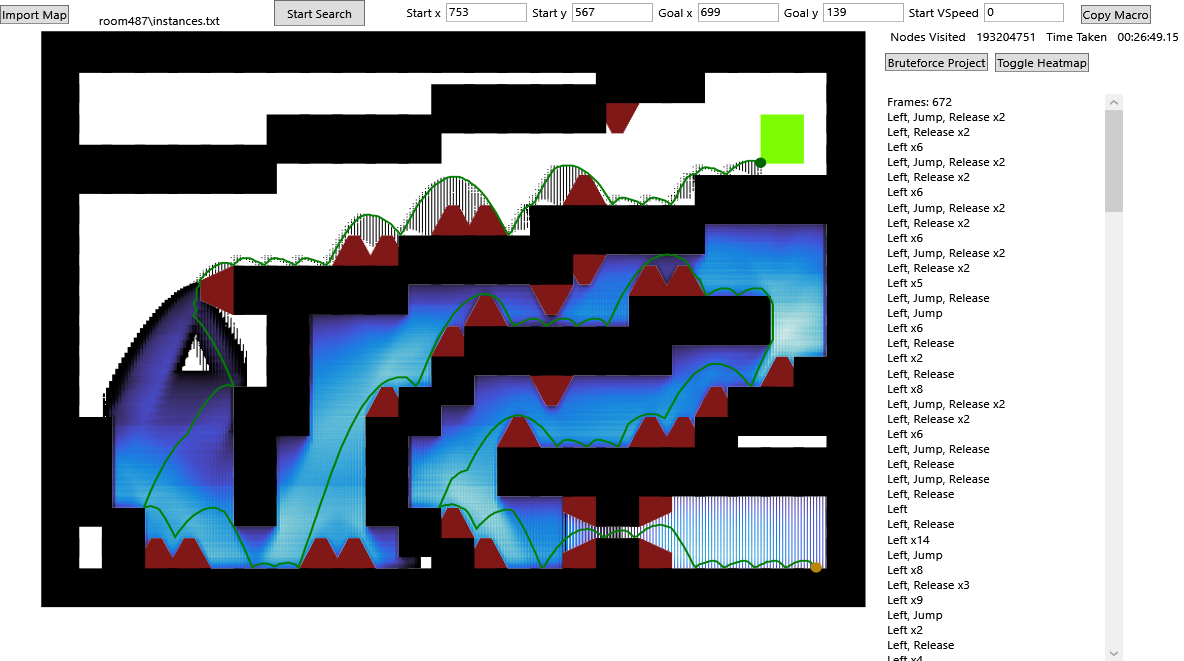 Import Map
room487\instances.txt
Start Search
Start x 753 Start y 567 Goal x 699 Goal y 139 Start VSpeed 0
Copy Macro
Nodes Visited 193204751 Time Taken 00:26:49.15
Bruteforce Project Toggle Heatmap
Frames: 672
Left, Jump, Release x2
Left, Release x2
Left x6
Left, Jump, Release x2
Left, Release x2
Left x6
Left, Jump, Release x2
Left, Release x2
Left x6
Left, Jump, Release x2
Left, Release x2
Left x5
Left, Jump, Release
Left, Jump
Left x6
Left, Release
Left x2
Left, Release
Left x8
Left, Jump, Release x2
Left, Release x2
Left x6
Left, Jump, Release
Left, Release
Left, Jump, Release
Left, Release
Left
Left, Release
Left x14
Left, Jump
Left x8
Left, Release x3
Left x9
Left, Jump
Left x2
Left, Release
Left x4